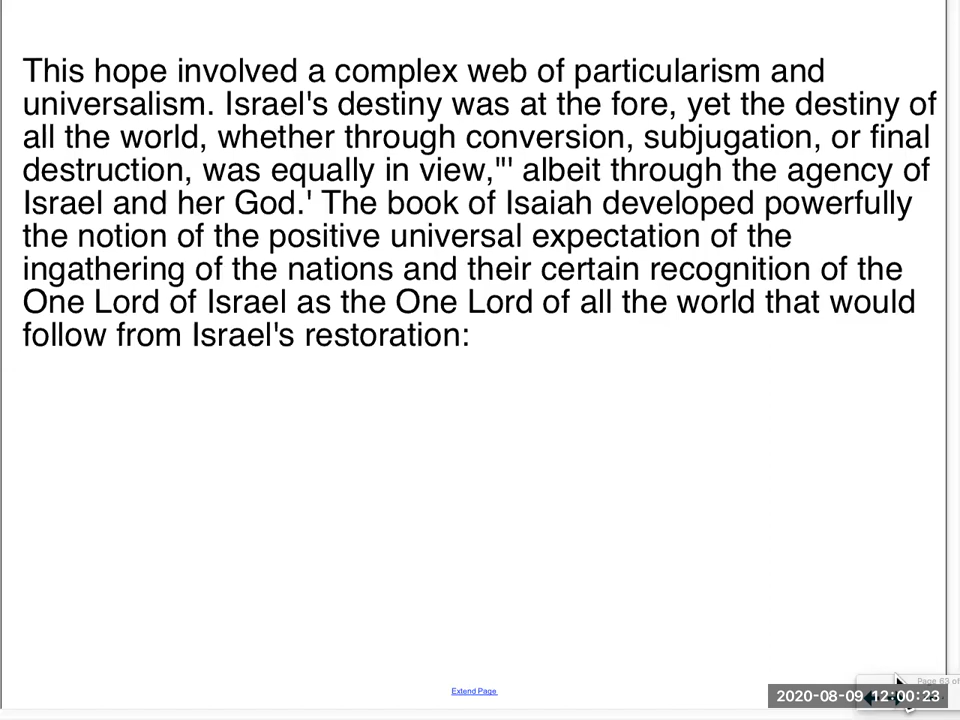 This hope involved a complex web of particularism and
universalism. Israel's destiny was at the fore, yet the destiny of
all the world, whether through conversion, subjugation, or final
destruction, was equally in view,"' albeit through the agency of
Israel and her God.' The book of Isaiah developed powerfully
the notion of the positive universal expectation of the
ingathering of the nations and their certain recognition of the
One Lord of Israel as the One Lord of all the world that would
follow from Israel's restoration:
Extend Page
Page 63 of
2020-08-09 12:00:23